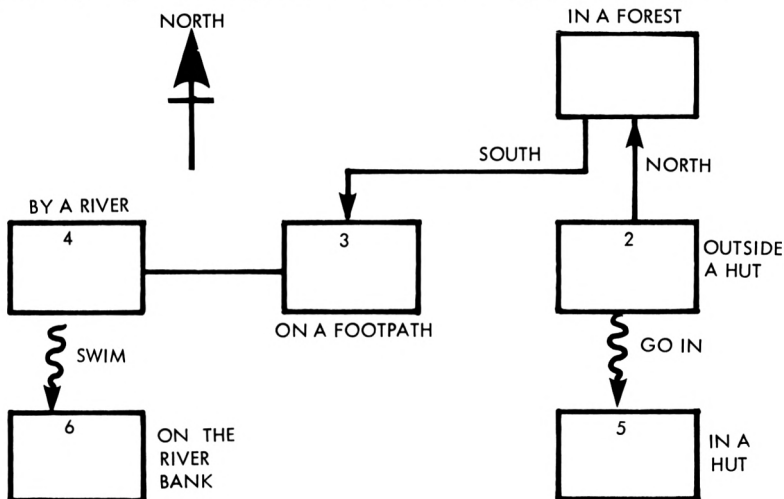 NORTH
IN A FOREST
SOUTH
NORTH
BY A RIVER
4
3
2
OUTSIDE
A HUT
ON A FOOTPATH
SWIM
GO IN
6
ON THE
RIVER
BANK
5
IN A
HUT